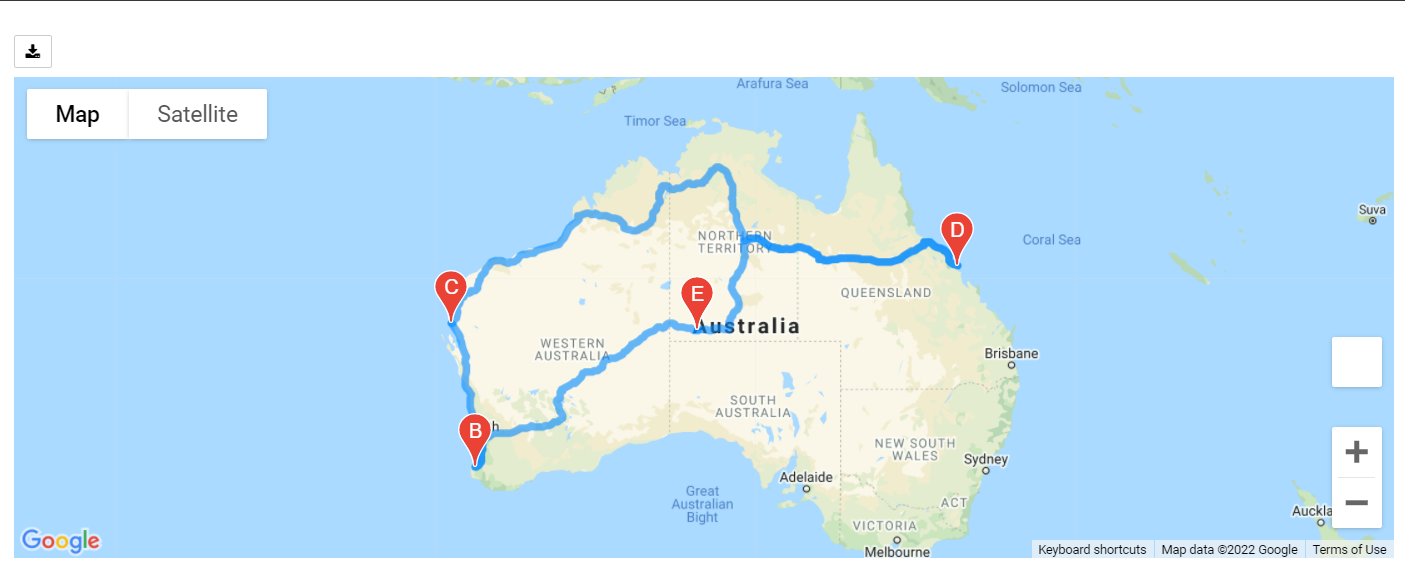 Map Satellite
Arafura Sea
Solomon Sea
Timor Sea
Suva
D
NORTHERN
TERRITORY
Coral Sea
C
E
QUEENSLAND
Australia
WESTERN
AUSTRALIA
Brisbane
SOUTH
AUSTRALIA
B
h
NEW SOUTH
WALES
Sydney
Adelaide
Great
Australian
Bight
ACT
Auckla
VICTORIA
Melbourne
Google
Keyboard shortcuts Map data ©2022 Google Terms of Use